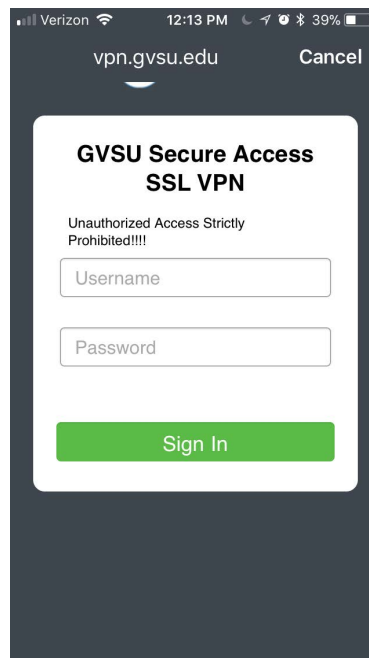 Verizon 12:13 PM 39%
vpn.gvsu.edu Cancel
GVSU Secure Access
SSL VPN
Unauthorized Access Strictly
Prohibited!!!!
Username
Password
Sign In